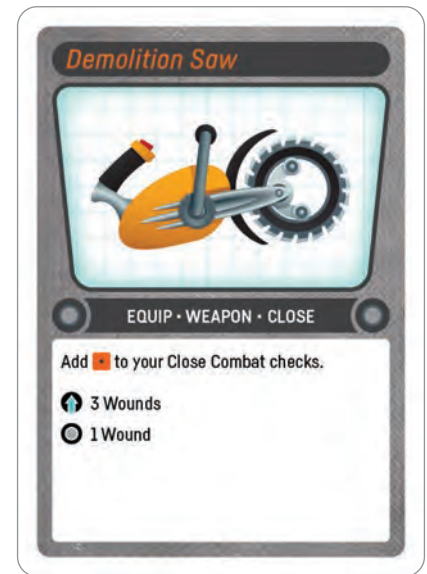 Demolition Saw
EQUIP · WEAPON · CLOSE
Add to your Close Combat checks.
3 Wounds
1 Wound